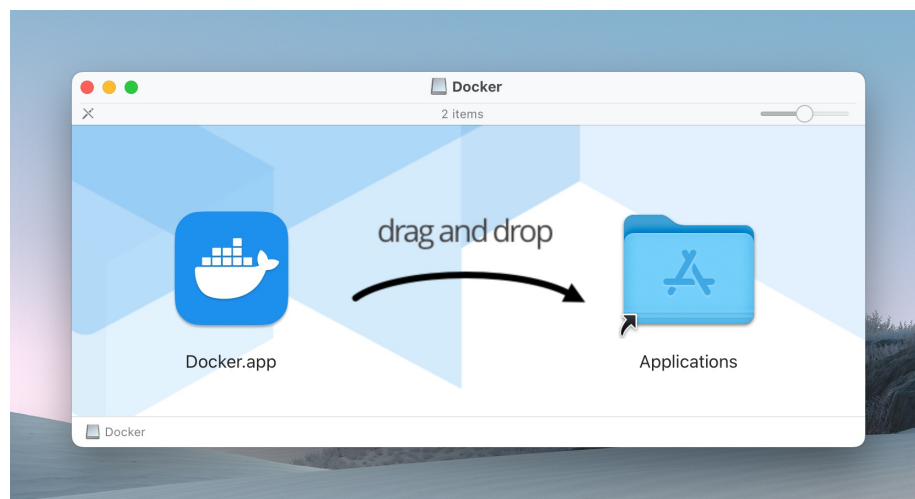 Docker
2 items
drag and drop
Docker.app
Applications
Docker